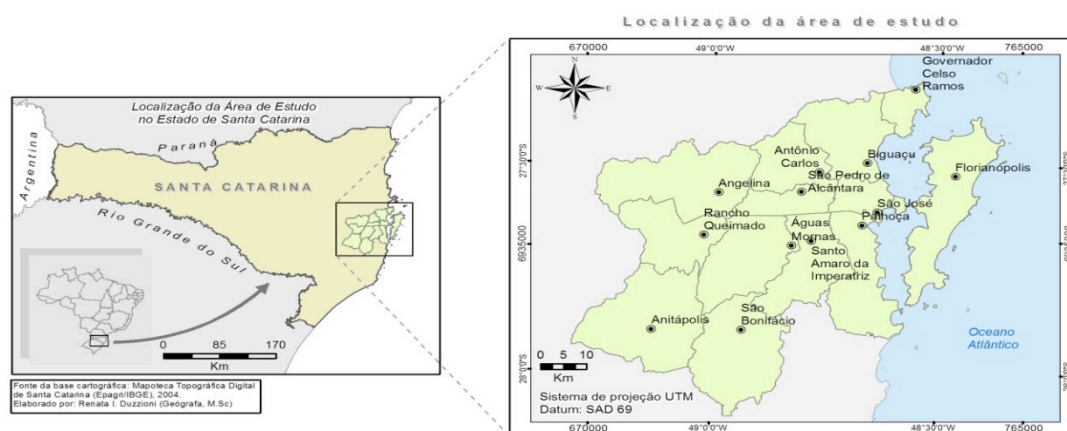 Localização da área de estudo
Localização da Área de Estudo
no Estado de Santa Catarina
Argentina
Paraná
SANTA CATARINA
Rio Grande do Sul
0 85 170
Km
Fonte da base cartográfica: Mapoteca Topográfica Digital
de Santa Catarina (Epagri/IBGE), 2004.
Elaborado por: Renata I. Duzzioni (Geógrafa, M.Sc)
670000
49°0'0"W
48°30'0"W
765000
N
W
E
S
Governador
Celso
Ramos
27°30'0"S
Antônio
Carlos
Biguaçu
Florianópolis
São Pedro de
Alcântara
Angelina
São José
Rancho
Queimado
Palhoça
Águas
Mornas
6935000
6935000
Santo
Amaro da
Imperatriz
Anitápolis
São
Bonifácio
Oceano
Atlântico
0 5 10
Km
28°0'0"S
Sistema de projeção UTM
Datum: SAD 69
670000
49°0'0"W
48°30'0"W
765000